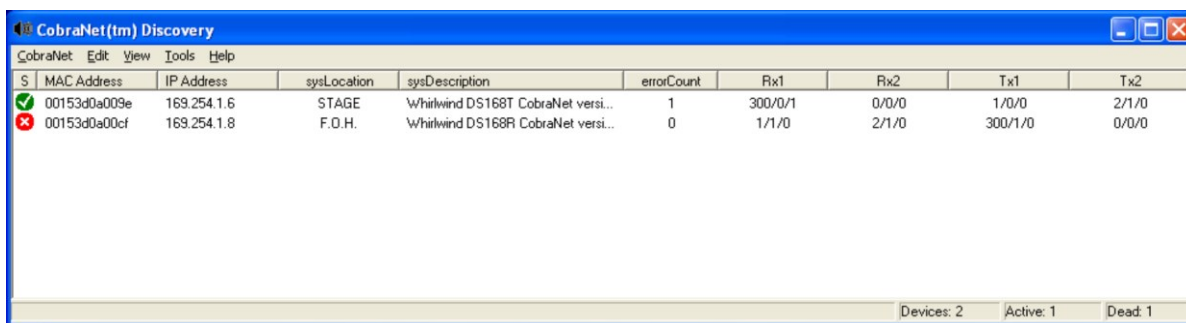 CobraNet(tm) Discovery
CobraNet Edit View Tools Help
S MAC Address IP Address sysLocation sysDescription errorCount Rx1 Rx2 Tx1 Tx2
00153d0a009e 169.254.1.6 STAGE Whirlwind DS168T CobraNet versi... 1 300/0/1 0/0/0 1/0/0 2/1/0
00153d0a00cf 169.254.1.8 F.O.H. Whirlwind DS168R CobraNet versi... 0 1/1/0 2/1/0 300/1/0 0/0/0
Devices: 2 Active: 1 Dead: 1